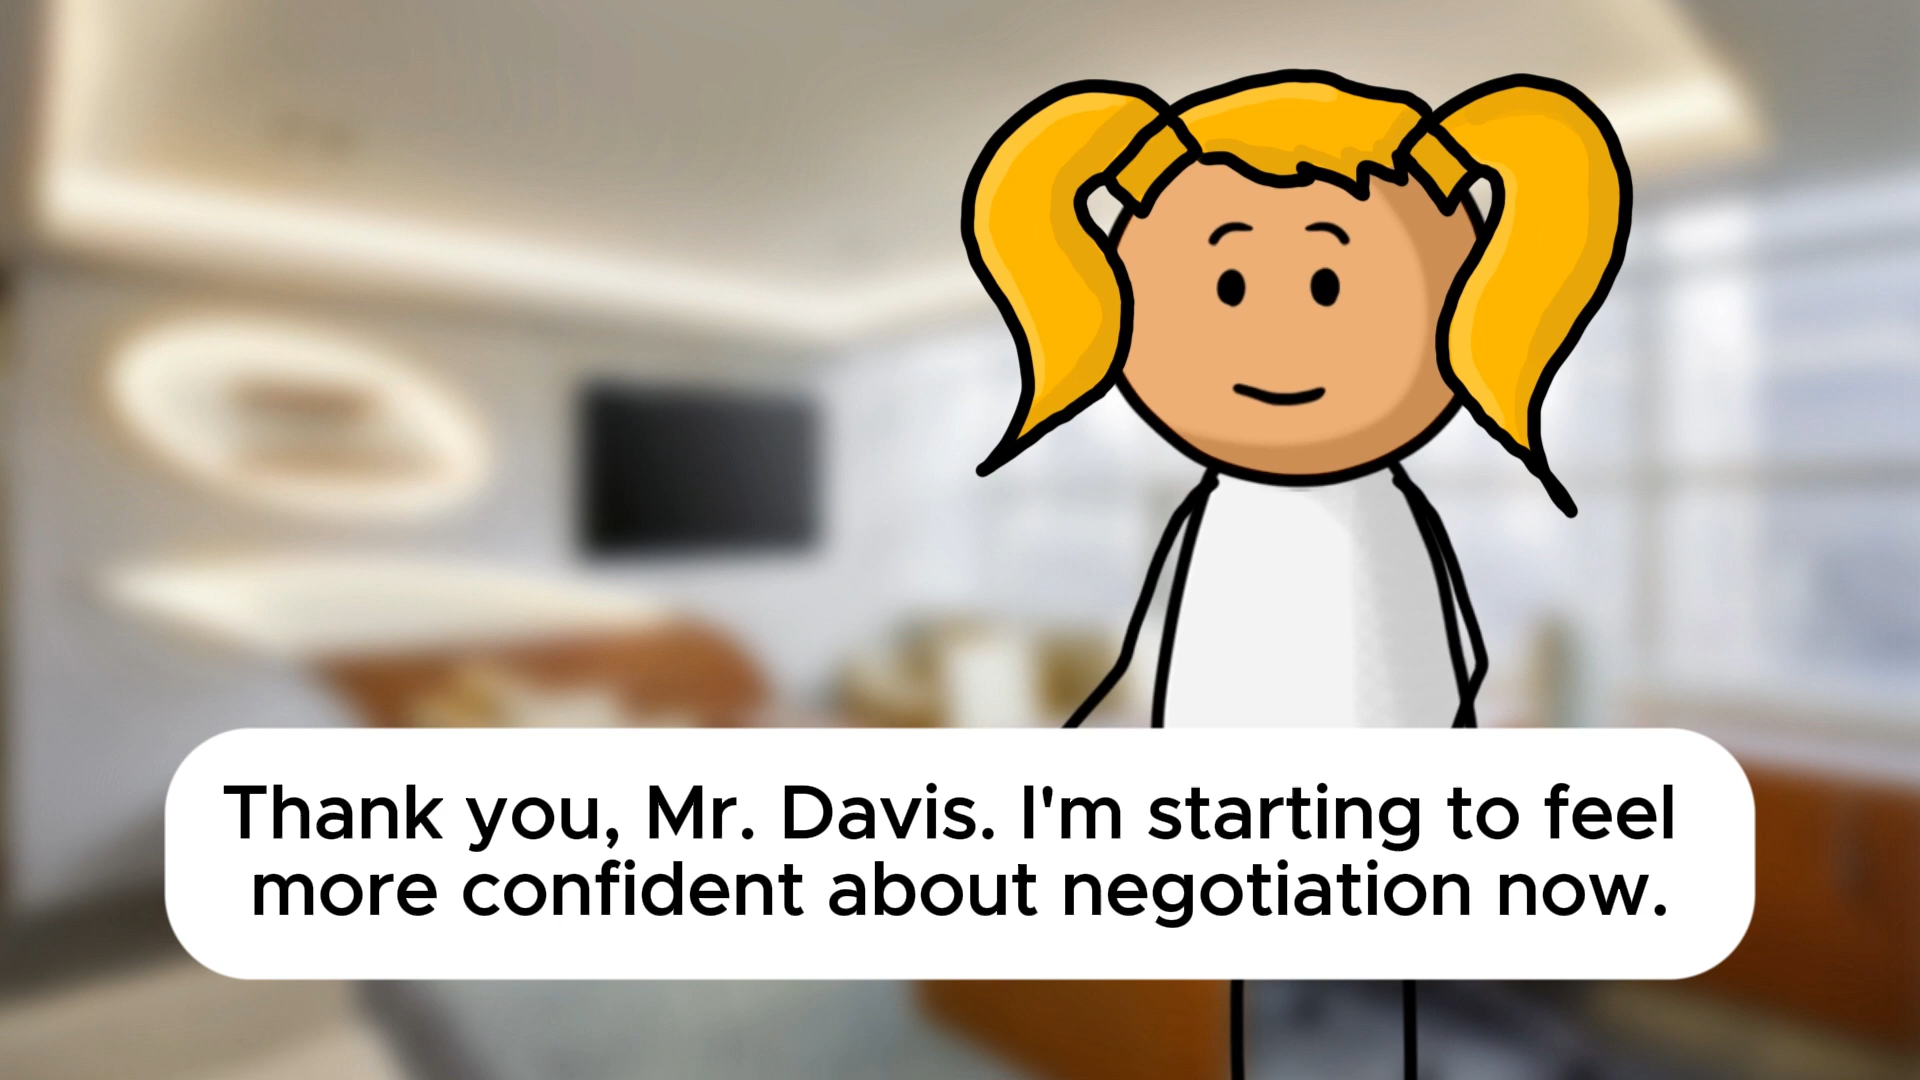 Thank you, Mr. Davis. I'm starting to feel
more confident about negotiation now.